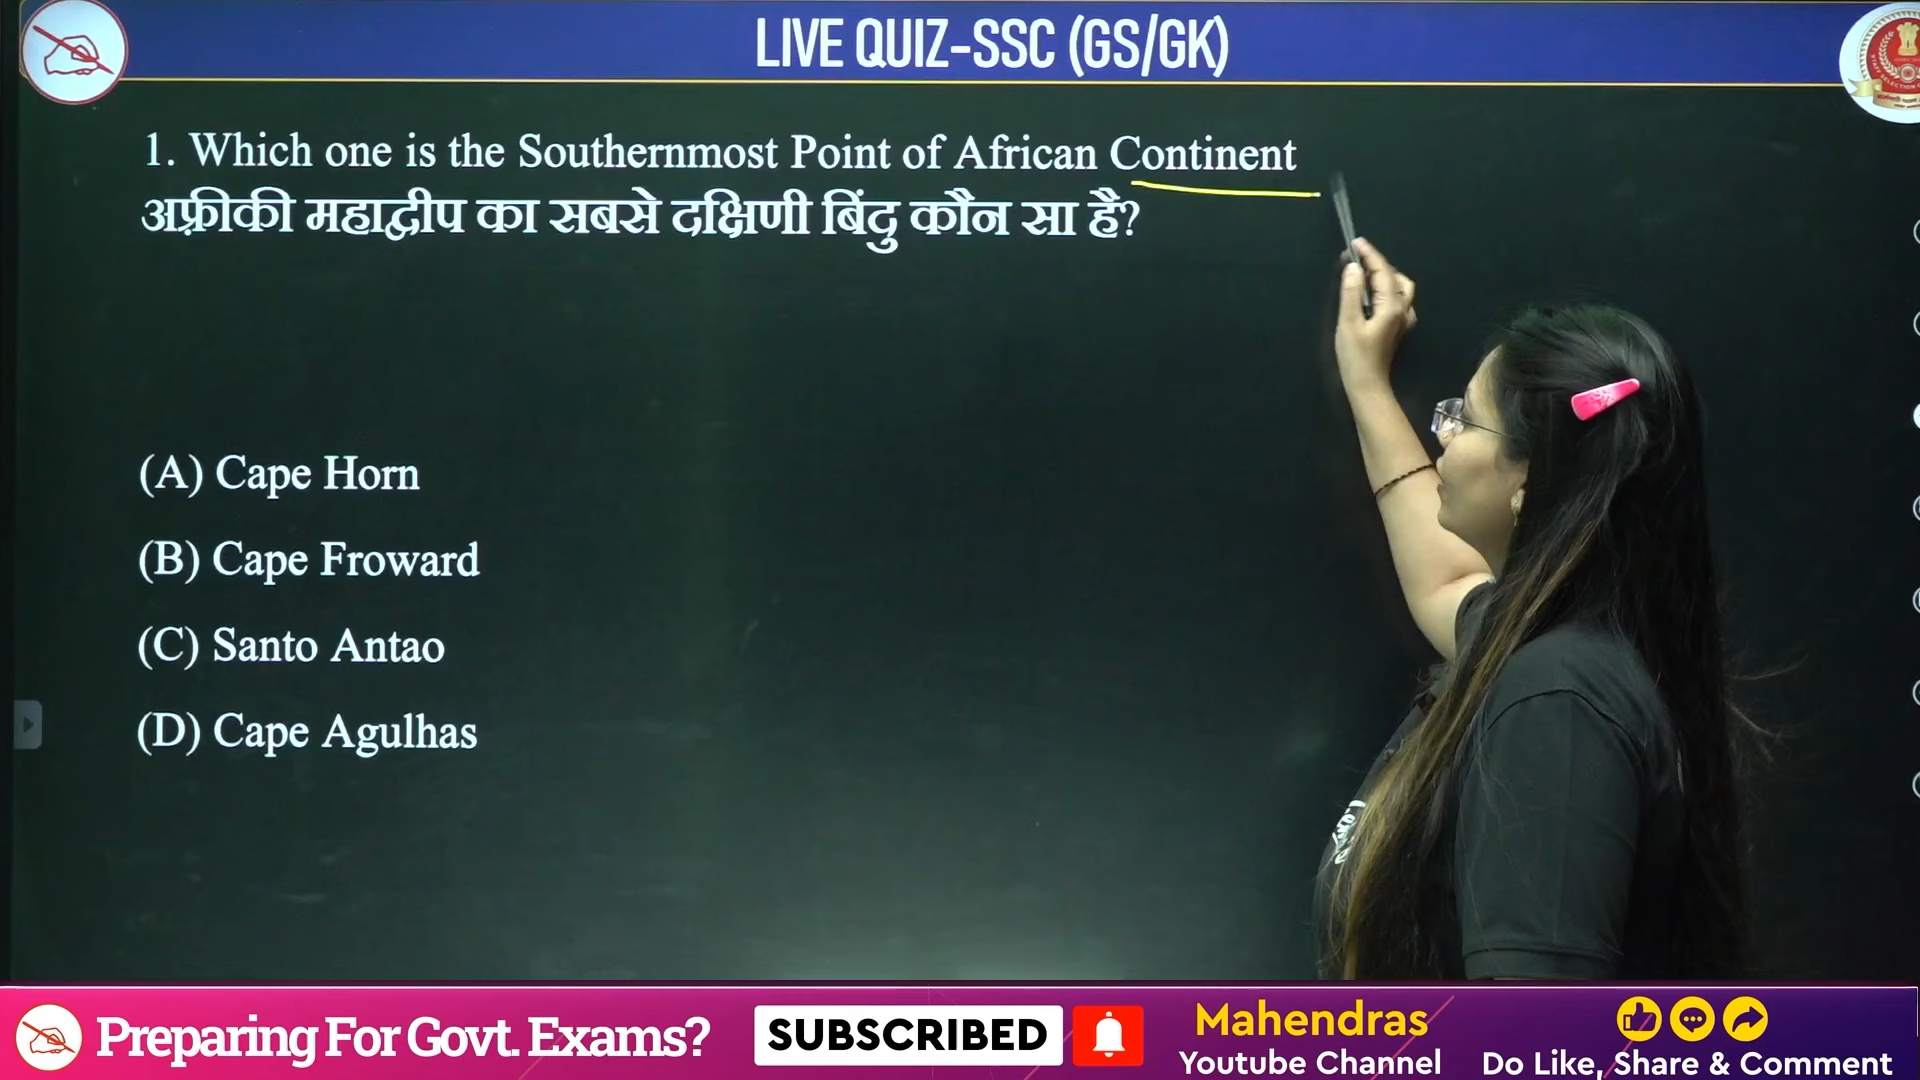 LIVE QUIZ-SSC (GS/GK)
1. Which one is the Southernmost Point of African Continent
अफ़्रीकी महाद्वीप का सबसे दक्षिणी बिंदु कौन सा है?
(A) Cape Horn
(B) Cape Froward
(C) Santo Antao
(D) Cape Agulhas
Preparing For Govt. Exams?
SUBSCRIBED
Mahendras
Youtube Channel
Do Like, Share & Comment